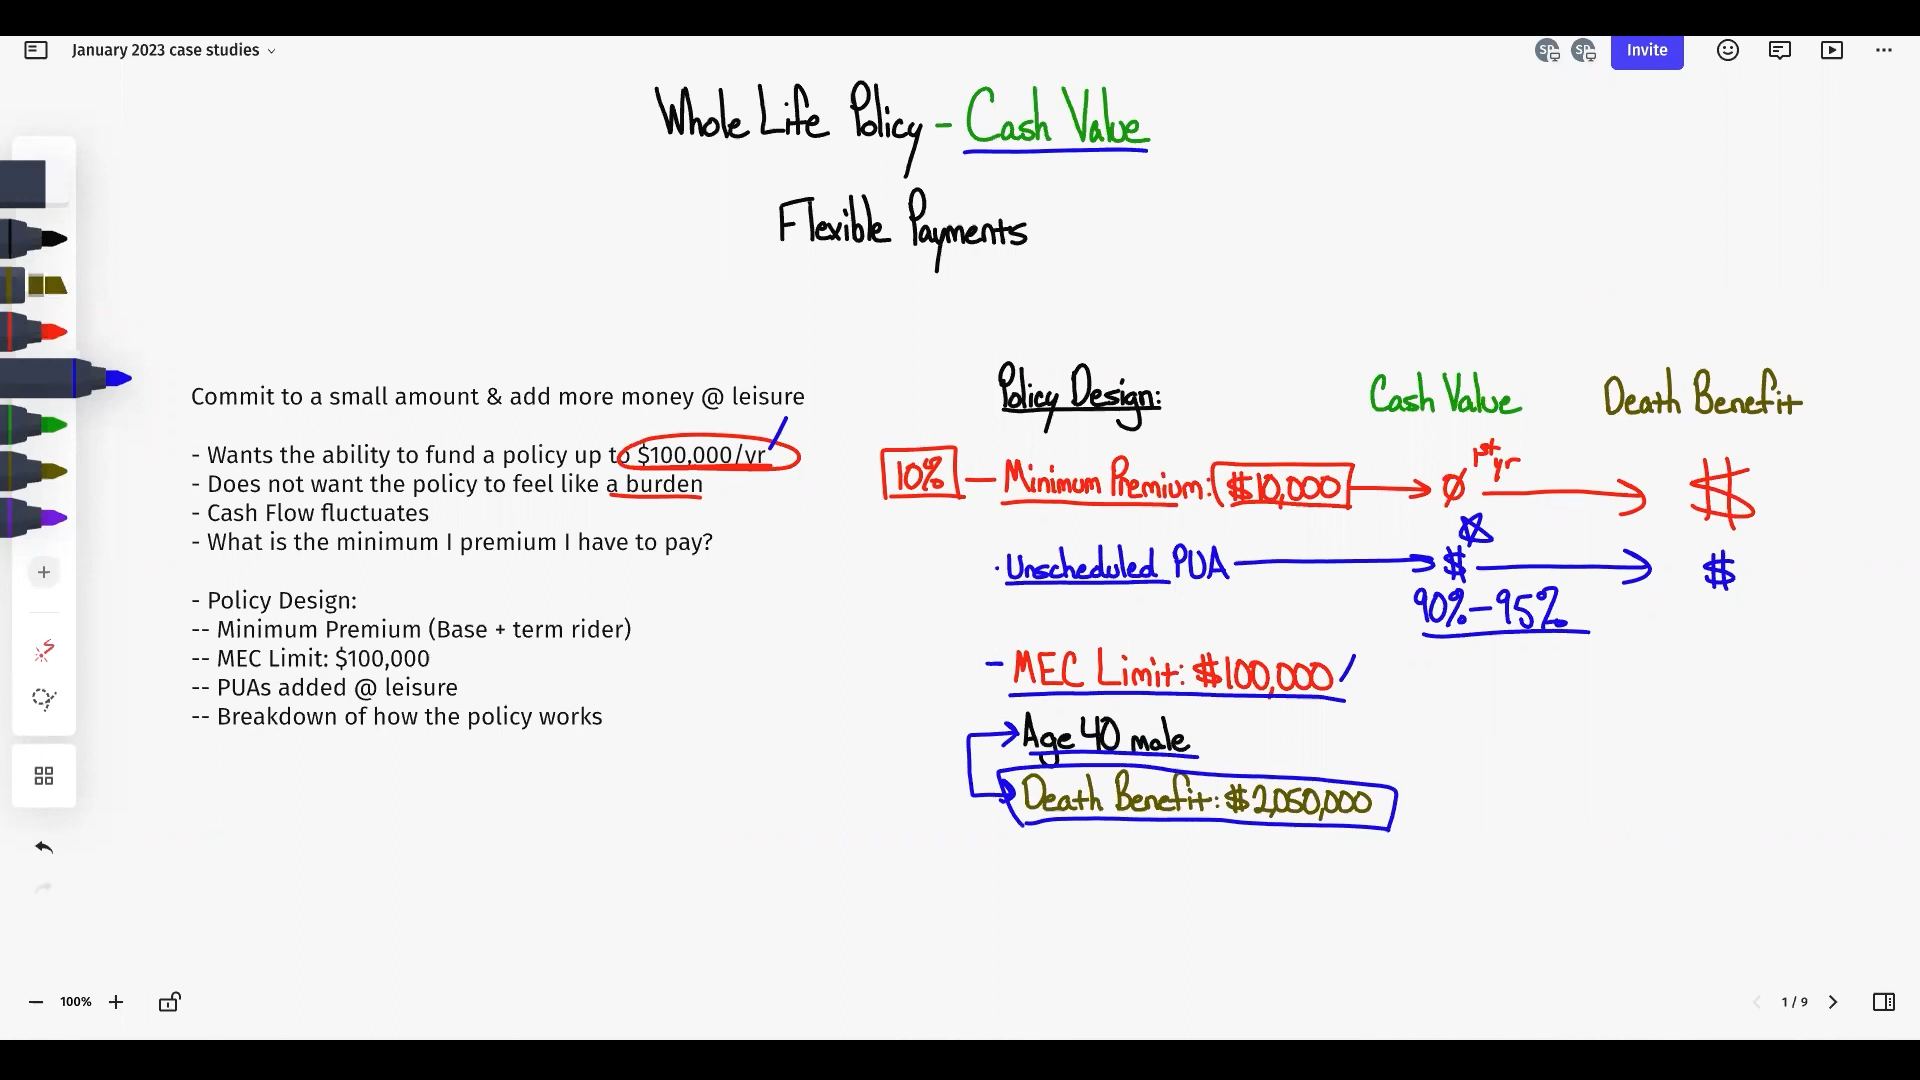 January 2023 case studies
SP SP Invite
Whole Life Policy - Cash Value
Flexible Payments
Commit to a small amount & add more money @ leisure
- Wants the ability to fund a policy up to $100,000/yr
- Does not want the policy to feel like a burden
- Cash Flow fluctuates
- What is the minimum I premium I have to pay?
- Policy Design:
-- Minimum Premium (Base + term rider)
-- MEC Limit: $100,000
-- PUAs added @ leisure
-- Breakdown of how the policy works
Policy Design: Cash Value Death Benefit
10% - Minimum Premium: $10,000 → Ø 1st yr → $
· Unscheduled PUA → $ → $
90%-95%
- MEC Limit: $100,000
Age 40 male
Death Benefit: $2,050,000
100%
1 / 9